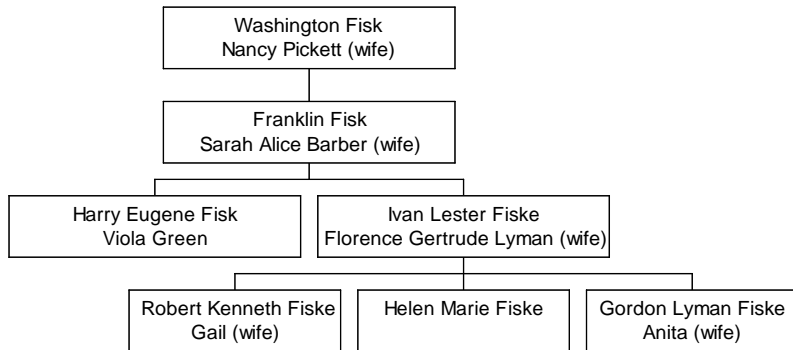 Washington Fisk
Nancy Pickett (wife)
Franklin Fisk
Sarah Alice Barber (wife)
Harry Eugene Fisk
Viola Green
Ivan Lester Fiske
Florence Gertrude Lyman (wife)
Robert Kenneth Fiske
Gail (wife)
Helen Marie Fiske
Gordon Lyman Fiske
Anita (wife)